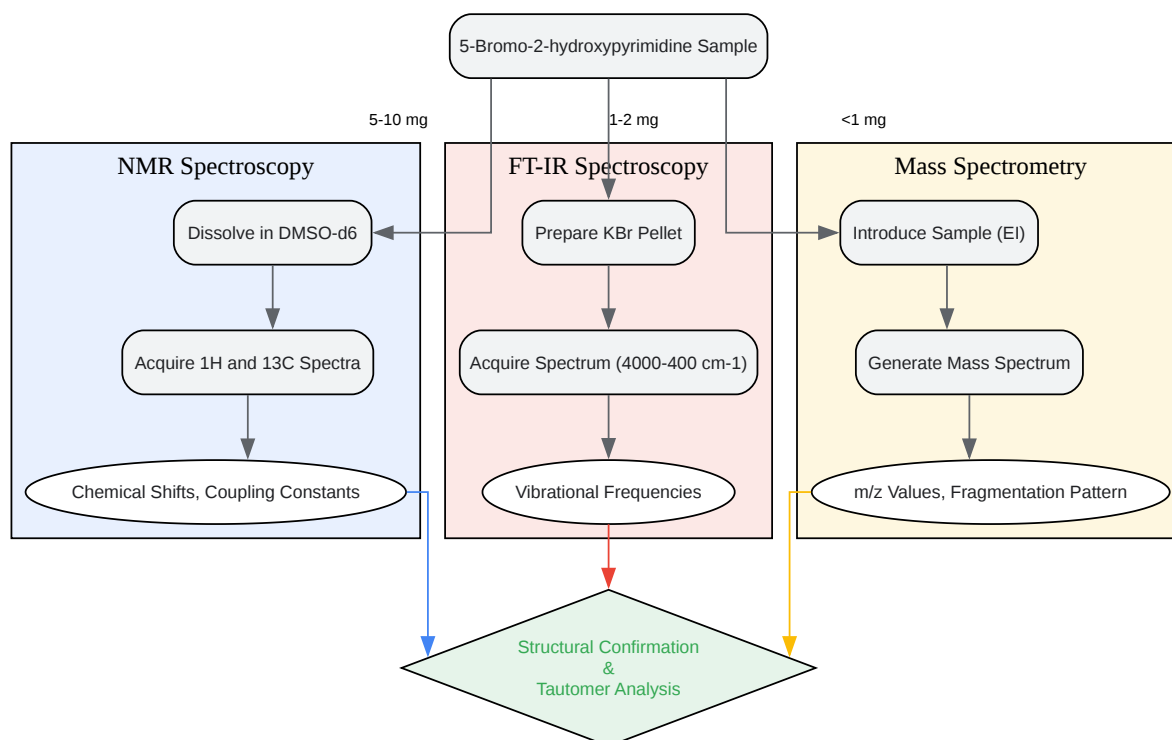 5-Bromo-2-hydroxypyrimidine Sample
5-10 mg
1-2 mg
<1 mg
NMR Spectroscopy
FT-IR Spectroscopy
Mass Spectrometry
Dissolve in DMSO-d6
Prepare KBr Pellet
Introduce Sample (EI)
Acquire 1H and 13C Spectra
Acquire Spectrum (4000-400 cm-1)
Generate Mass Spectrum
Chemical Shifts, Coupling Constants
Vibrational Frequencies
m/z Values, Fragmentation Pattern
Structural Confirmation
&
Tautomer Analysis